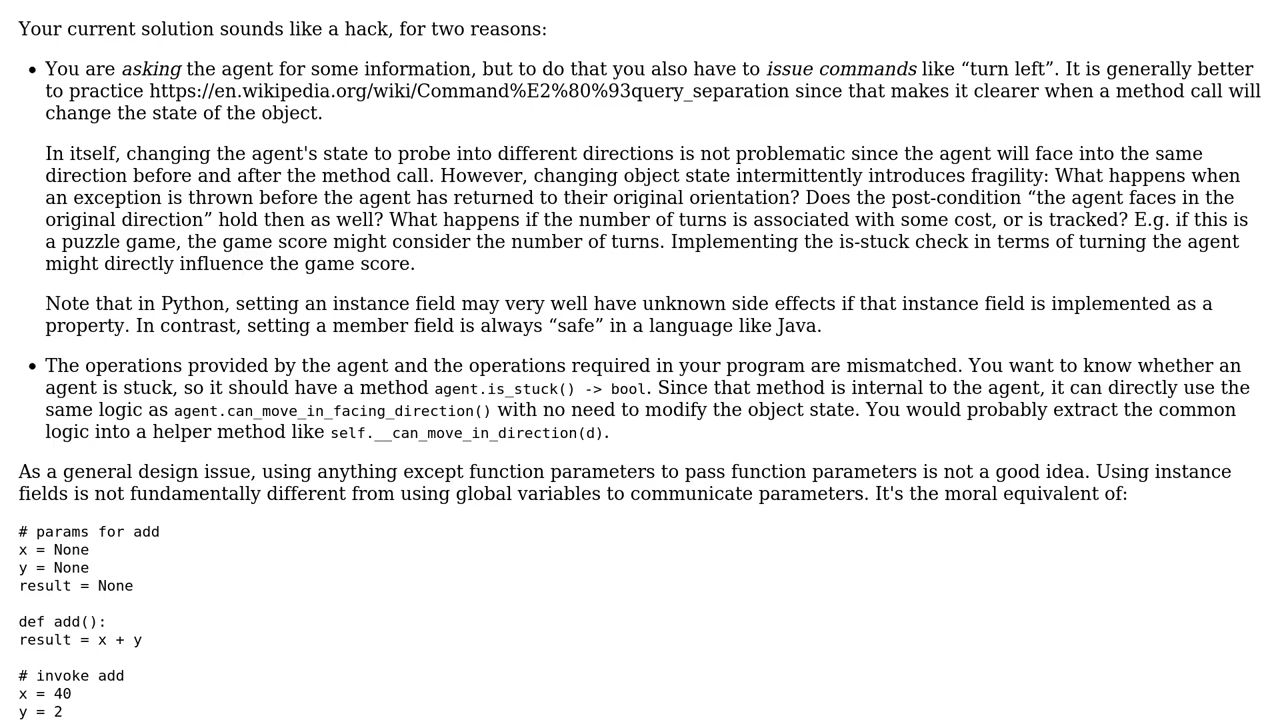 Your current solution sounds like a hack, for two reasons:
• You are asking the agent for some information, but to do that you also have to issue commands like “turn left”. It is generally better
to practice https://en.wikipedia.org/wiki/Command%E2%80%93query_separation since that makes it clearer when a method call will
change the state of the object.
In itself, changing the agent's state to probe into different directions is not problematic since the agent will face into the same
direction before and after the method call. However, changing object state intermittently introduces fragility: What happens when
an exception is thrown before the agent has returned to their original orientation? Does the post-condition “the agent faces in the
original direction” hold then as well? What happens if the number of turns is associated with some cost, or is tracked? E.g. if this is
a puzzle game, the game score might consider the number of turns. Implementing the is-stuck check in terms of turning the agent
might directly influence the game score.
Note that in Python, setting an instance field may very well have unknown side effects if that instance field is implemented as a
property. In contrast, setting a member field is always “safe” in a language like Java.
• The operations provided by the agent and the operations required in your program are mismatched. You want to know whether an
agent is stuck, so it should have a method agent.is_stuck() -> bool. Since that method is internal to the agent, it can directly use the
same logic as agent.can_move_in_facing_direction() with no need to modify the object state. You would probably extract the common
logic into a helper method like self.__can_move_in_direction(d).
As a general design issue, using anything except function parameters to pass function parameters is not a good idea. Using instance
fields is not fundamentally different from using global variables to communicate parameters. It's the moral equivalent of:
# params for add
x = None
y = None
result = None
def add():
result = x + y
# invoke add
x = 40
y = 2